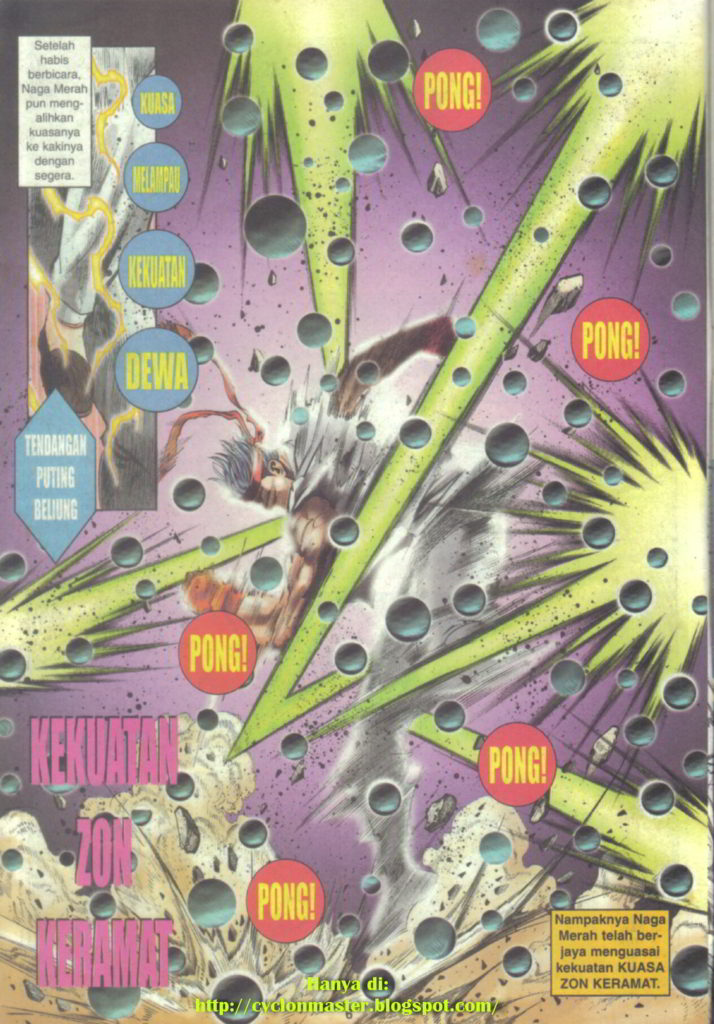 Setelah
habis
berbicara,
Naga Merah
pun meng-
alihkan
kuasanya
ke kakinya
dengan
segera.
KUASA
MELAMPAU
KEKUATAN
DEWA
TENDANGAN
PUTING
BELIUNG
PONG!
PONG!
PONG!
PONG!
PONG!
KEKUATAN
ZON
KERAMAT
Nampaknya Naga
Merah telah ber-
jaya menguasai
kekuatan KUASA
ZON KERAMAT.
Hanya di:
http://cyclonmaster.blogspot.com/